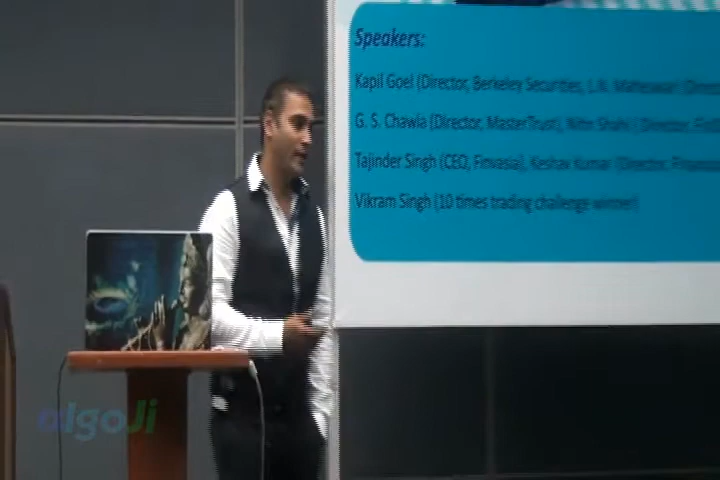 Speakers:
Kapil Goel (Director, Berkeley Securities, L.N.
G. S. Chawla (Director, MasterTrust), Nitin Shahi (Director,
Tajinder Singh (CEO, Finvasia), Keshav Kumar (Director,
Vikram Singh (10 times trading challenge winner)
algoJi